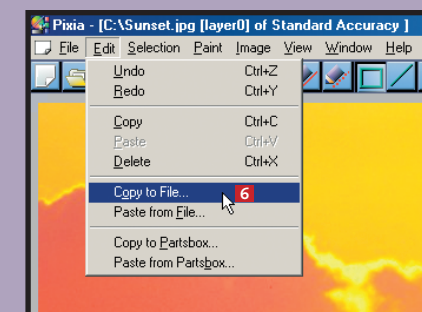 Pixia - [C:\Sunset.jpg [layer0] of Standard Accuracy ]
File Edit Selection Paint Image View Window Help
Undo Ctrl+Z
Redo Ctrl+Y
Copy Ctrl+C
Paste Ctrl+V
Delete Ctrl+X
Copy to File... 6
Paste from File...
Copy to Partsbox...
Paste from Partsbox...